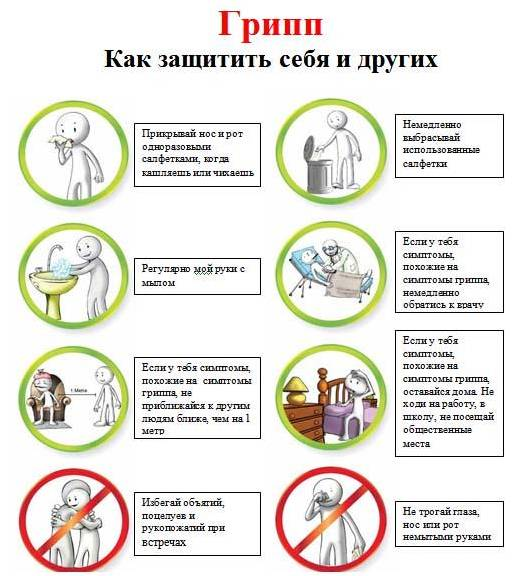 Грипп
Как защитить себя и других
Прикрывай нос и рот
одноразовыми
салфетками, когда
кашляешь или чихаешь
Немедленно
выбрасывай
использованные
салфетки
Регулярно мой руки с
мылом
Если у тебя
симптомы,
похожие на
симптомы гриппа,
немедленно
обратись к врачу
1 Metre
Если у тебя симптомы,
похожие на симптомы
гриппа, не
приближайся к другим
людям ближе, чем на 1
метр
Если у тебя
симптомы,
похожие на
симптомы гриппа,
оставайся дома. Не
ходи на работу, в
школу, не посещай
общественные
места
Избегай объятий,
поцелуев и
рукопожатий при
встречах
Не трогай глаза,
нос или рот
немытыми руками